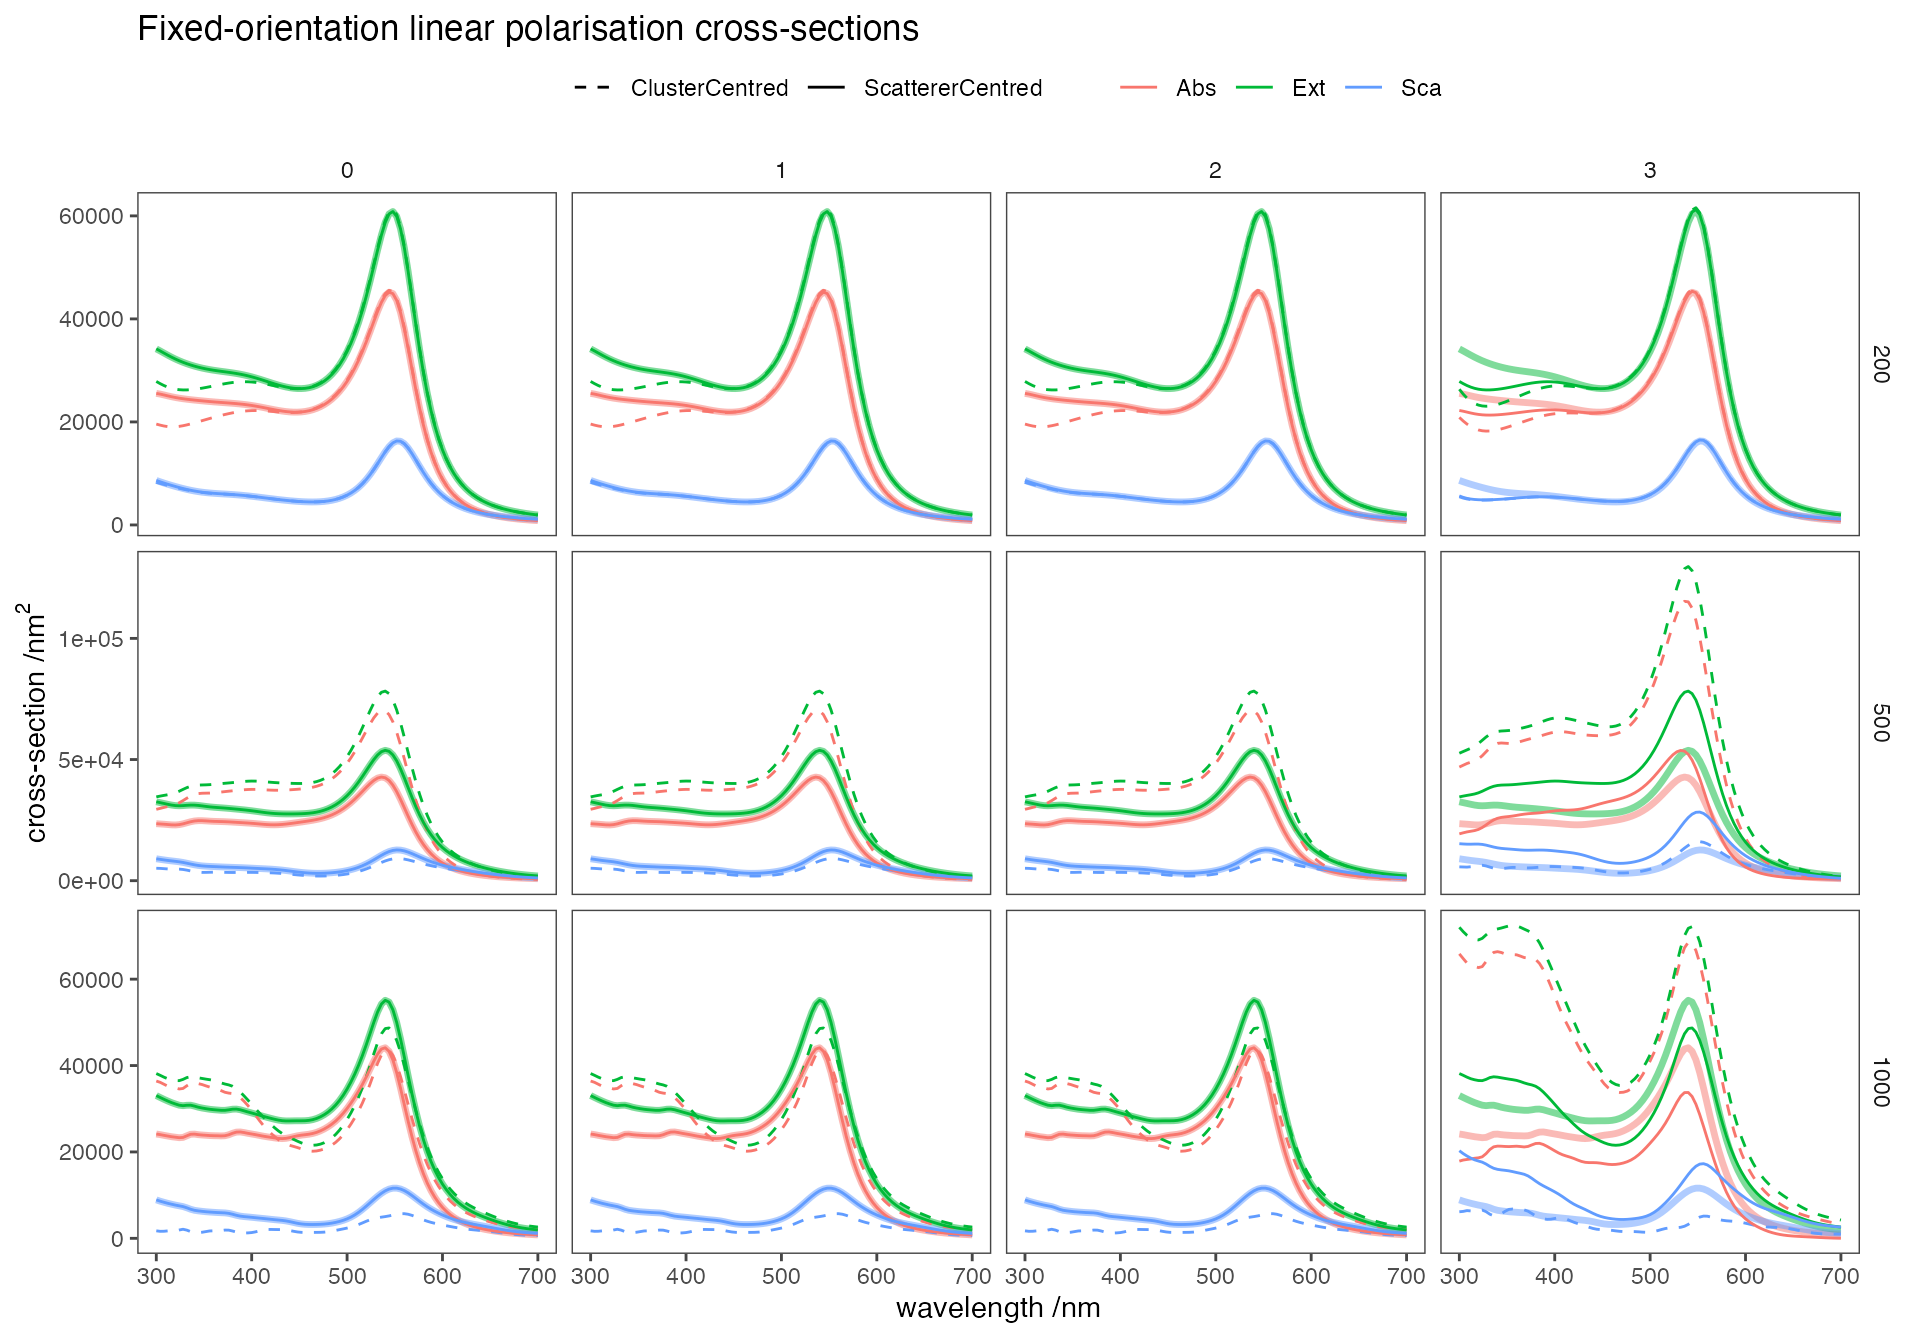 Fixed-orientation linear polarisation cross-sections
ClusterCentred ScattererCentred Abs Ext Sca
0 1 2 3
60000
40000
20000
0
200
1e+05
5e+04
0e+00
500
60000
40000
20000
0
1000
300 400 500 600 700 300 400 500 600 700 300 400 500 600 700 300 400 500 600 700
wavelength /nm
cross-section /nm²